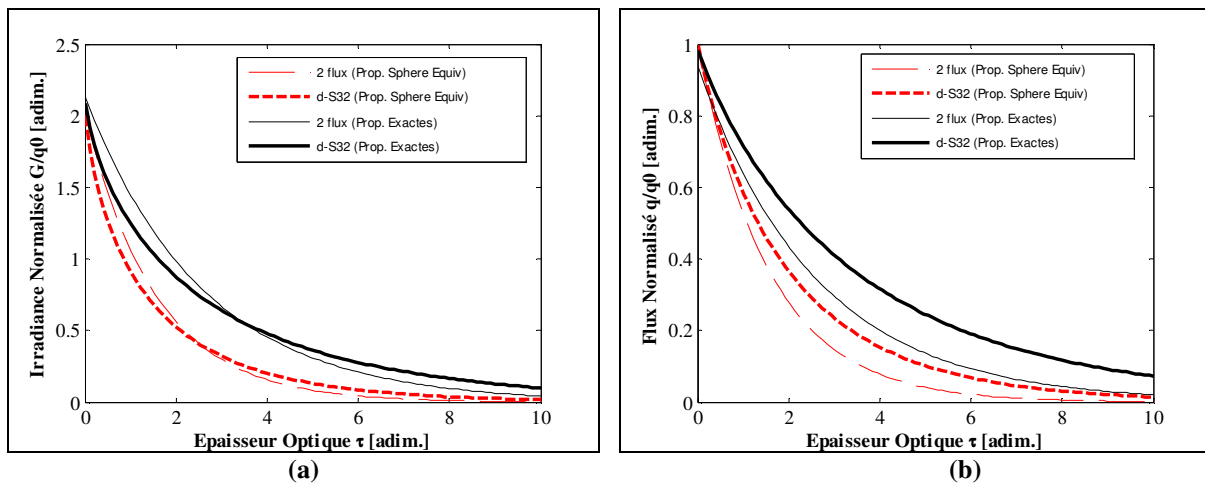 Irradiance Normalisée G/q0 [adim.]
2.5
2
1.5
1
0.5
0
2 flux (Prop. Sphere Equiv)
d-S32 (Prop. Sphere Equiv)
2 flux (Prop. Exactes)
d-S32 (Prop. Exactes)
0 2 4 6 8 10
Epaisseur Optique τ [adim.]
(a)
Flux Normalisé q/q0 [adim.]
1
0.8
0.6
0.4
0.2
0
2 flux (Prop. Sphere Equiv)
d-S32 (Prop. Sphere Equiv)
2 flux (Prop. Exactes)
d-S32 (Prop. Exactes)
0 2 4 6 8 10
Epaisseur Optique τ [adim.]
(b)